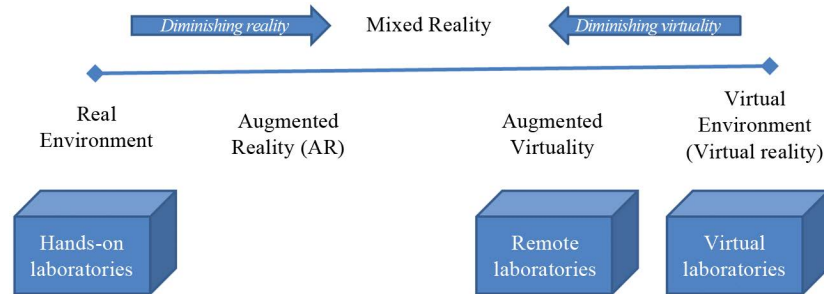 Diminishing reality
Mixed Reality
Diminishing virtuality
Real
Environment
Augmented
Reality (AR)
Augmented
Virtuality
Virtual
Environment
(Virtual reality)
Hands-on
laboratories
Remote
laboratories
Virtual
laboratories